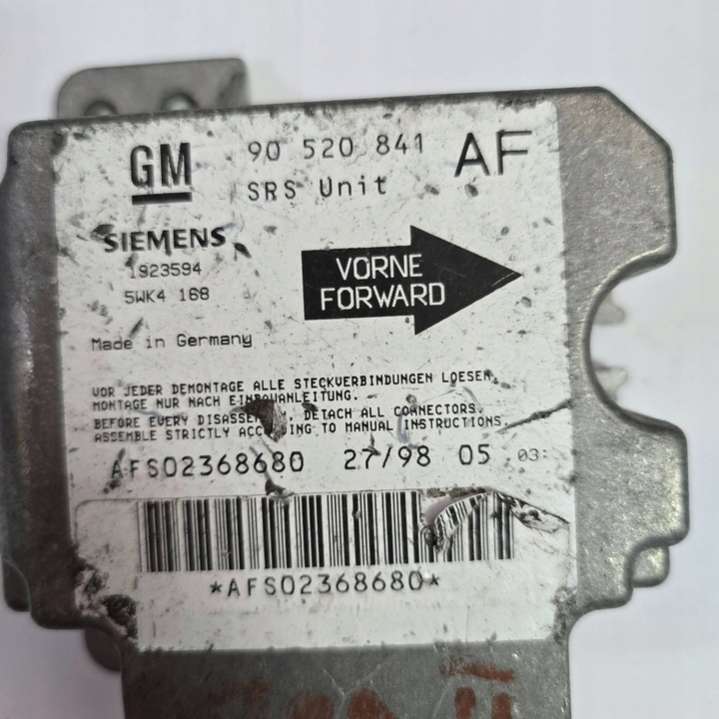 GM
90 520 841 AF
SRS Unit
SIEMENS
1923594
5WK4 168
VORNE
FORWARD
Made in Germany
VOR JEDER DEMONTAGE ALLE STECKVERBINDUNGEN LOESEN.
MONTAGE NUR NACH EINBAUANLEITUNG.
BEFORE EVERY DETACH ALL CONNECTORS.
ASSEMBLE STRICTLY TO MANUAL INSTRUCTIONS.
AFS02368680 27/98 05 03:
*AFS02368680*